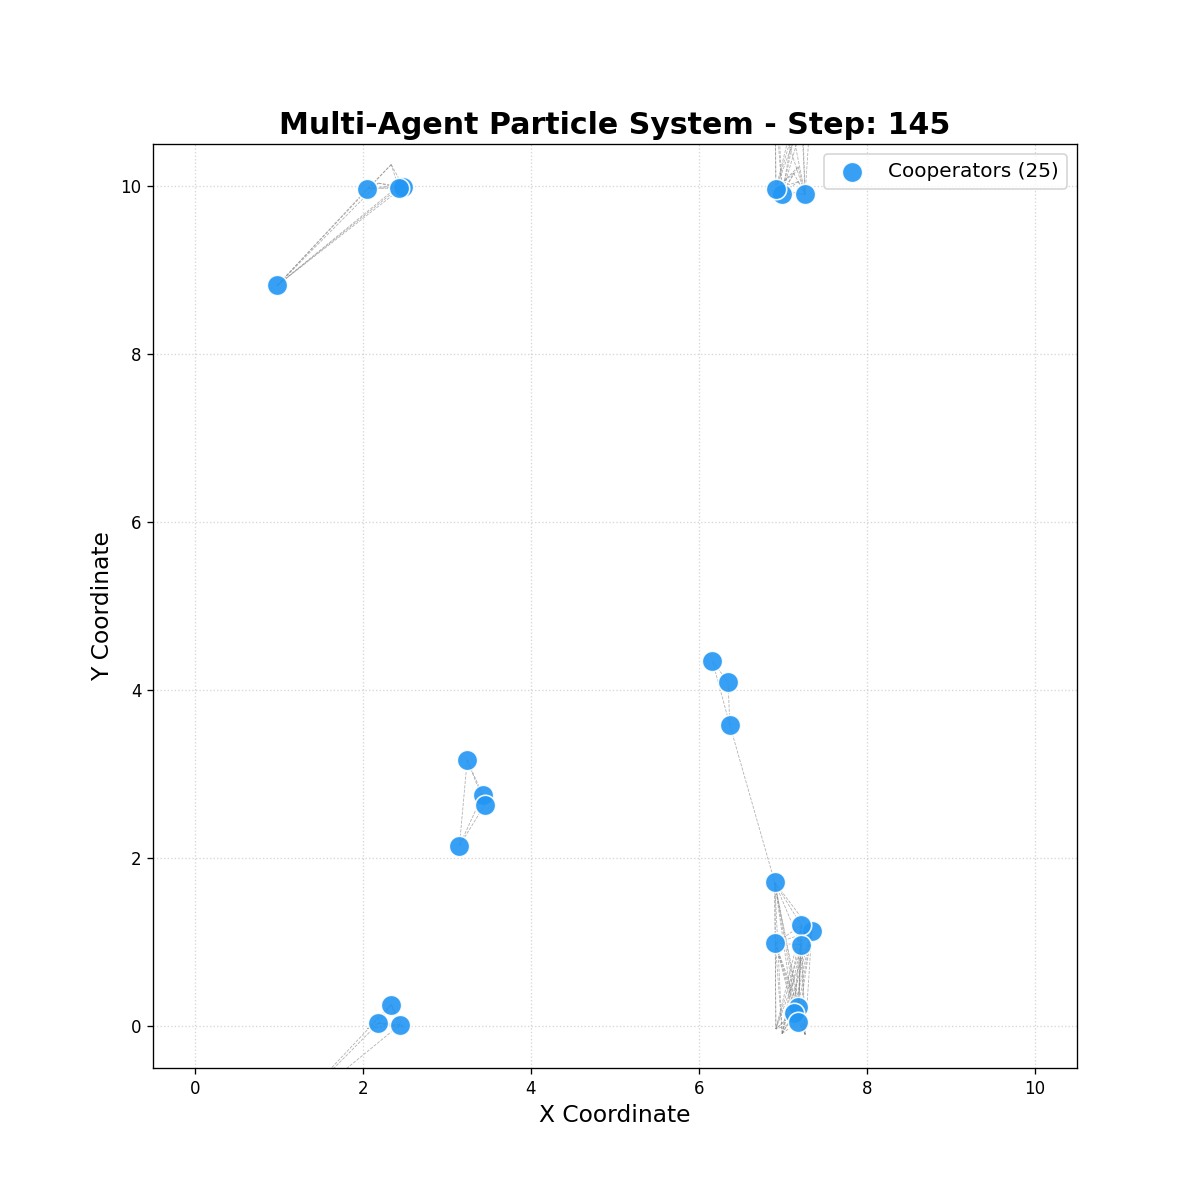 Multi-Agent Particle System - Step: 145
Cooperators (25)
10
8
6
4
2
0
Y Coordinate
0 2 4 6 8 10
X Coordinate